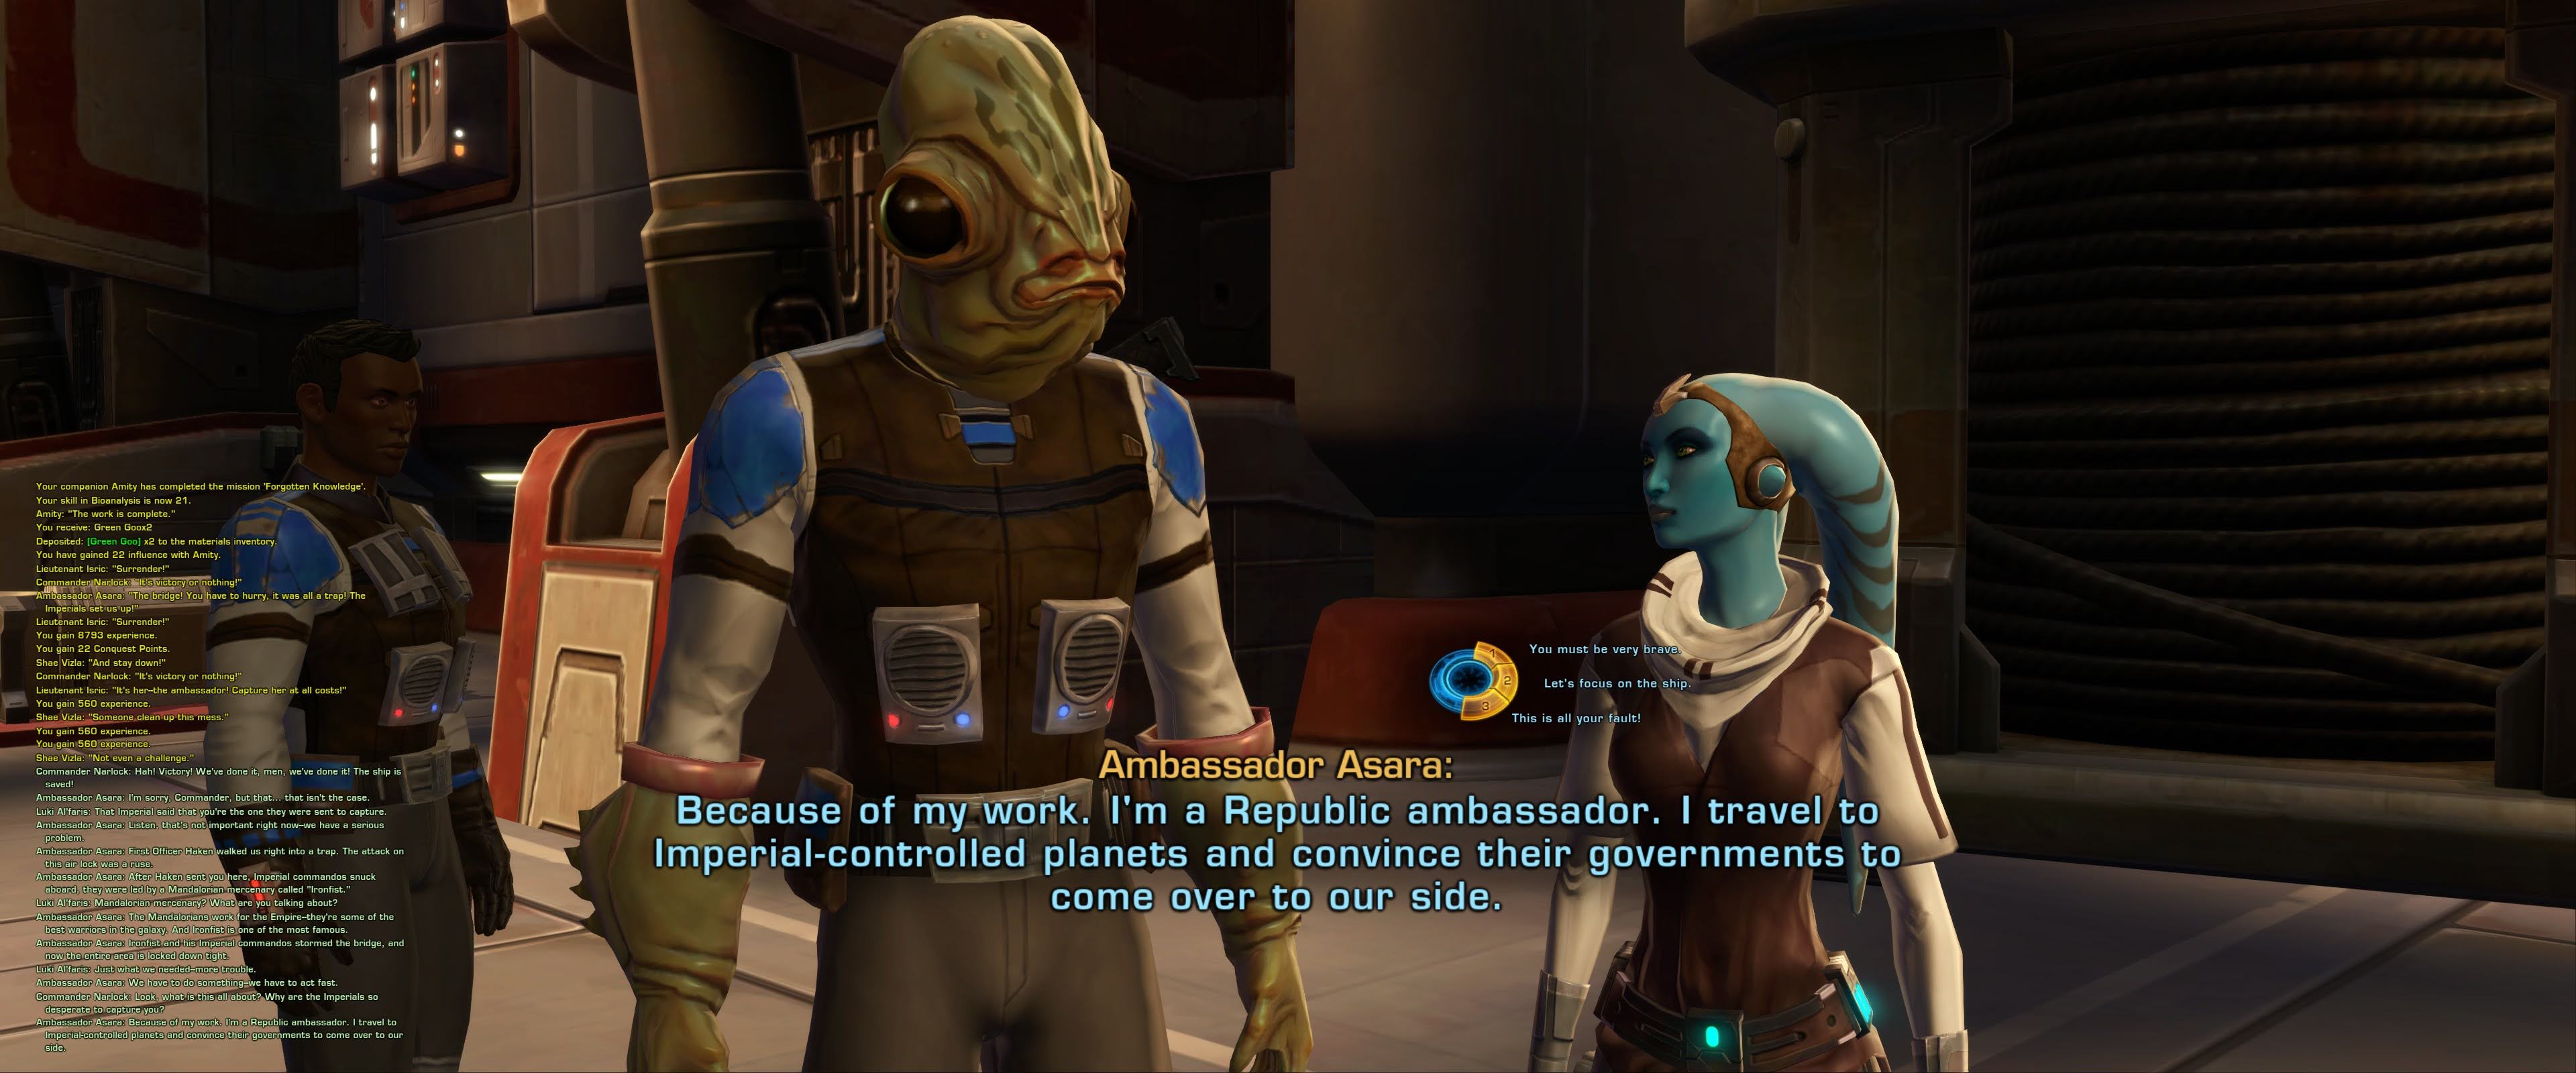 Your companion Amity has completed the mission 'Forgotten Knowledge'.
Your skill in Bioanalysis is now 21.
Amity: "The work is complete."
You receive: Green Goox2
Deposited: [Green Goo] x2 to the materials inventory.
You have gained 22 influence with Amity.
Lieutenant Isric: "Surrender!"
Commander Narlock: "It's victory or nothing!"
Ambassador Asara: "The bridge! You have to hurry, it was all a trap! The
Imperials set us up!"
Lieutenant Isric: "Surrender!"
You gain 8793 experience.
You gain 22 Conquest Points.
Shae Vizla: "And stay down!"
Commander Narlock: "It's victory or nothing!"
Lieutenant Isric: "It's her—the ambassador! Capture her at all costs!"
You gain 560 experience.
Shae Vizla: "Someone clean up this mess."
You gain 560 experience.
You gain 560 experience.
Shae Vizla: "Not even a challenge."
Commander Narlock: Hah! Victory! We've done it, men, we've done it! The ship is
saved!
Ambassador Asara: I'm sorry, Commander, but that... that isn't the case.
Luki Al'faris: That Imperial said that you're the one they were sent to capture.
Ambassador Asara: Listen, that's not important right now—we have a serious
problem.
Ambassador Asara: First Officer Haken walked us right into a trap. The attack on
this air lock was a ruse.
Ambassador Asara: After Haken sent you here, Imperial commandos snuck
aboard, they were led by a Mandalorian mercenary called "Ironfist."
Luki Al'faris: Mandalorian mercenary? What are you talking about?
Ambassador Asara: The Mandalorians work for the Empire—they're some of the
best warriors in the galaxy. And Ironfist is one of the most famous.
Ambassador Asara: Ironfist and his Imperial commandos stormed the bridge, and
now the entire area is locked down tight.
Luki Al'faris: Just what we needed—more trouble.
Ambassador Asara: We have to do something—we have to act fast.
Commander Narlock: Look, what is this all about? Why are the Imperials so
desperate to capture you?
Ambassador Asara: Because of my work. I'm a Republic ambassador. I travel to
Imperial-controlled planets and convince their governments to come over to our
side.
1 You must be very brave.
2 Let's focus on the ship.
3 This is all your fault!
Ambassador Asara:
Because of my work. I'm a Republic ambassador. I travel to
Imperial-controlled planets and convince their governments to
come over to our side.